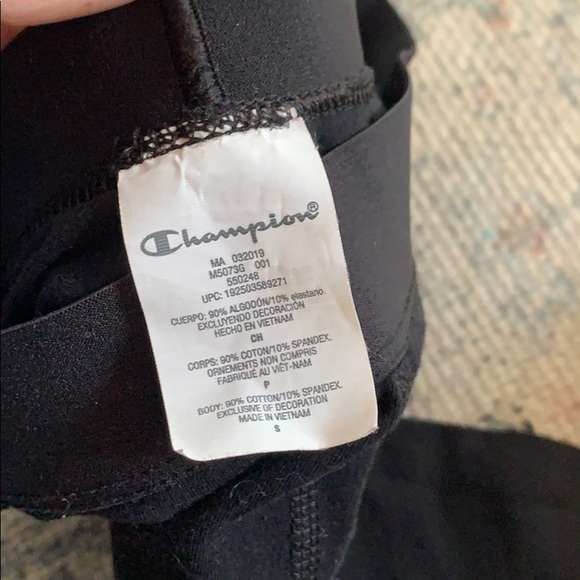 Champion®
MA 032019
M5073G 001
550248
UPC: 192503589271
CUERPO: 90% ALGODÓN/10% elastano.
EXCLUYENDO DECORACIÓN
HECHO EN VIETNAM
CH
CORPS: 90% COTON/10% SPANDEX.
ORNEMENTS NON COMPRIS
FABRIQUÉ AU VIÊT-NAM
P
BODY: 90% COTTON/10% SPANDEX.
EXCLUSIVE OF DECORATION
MADE IN VIETNAM
S